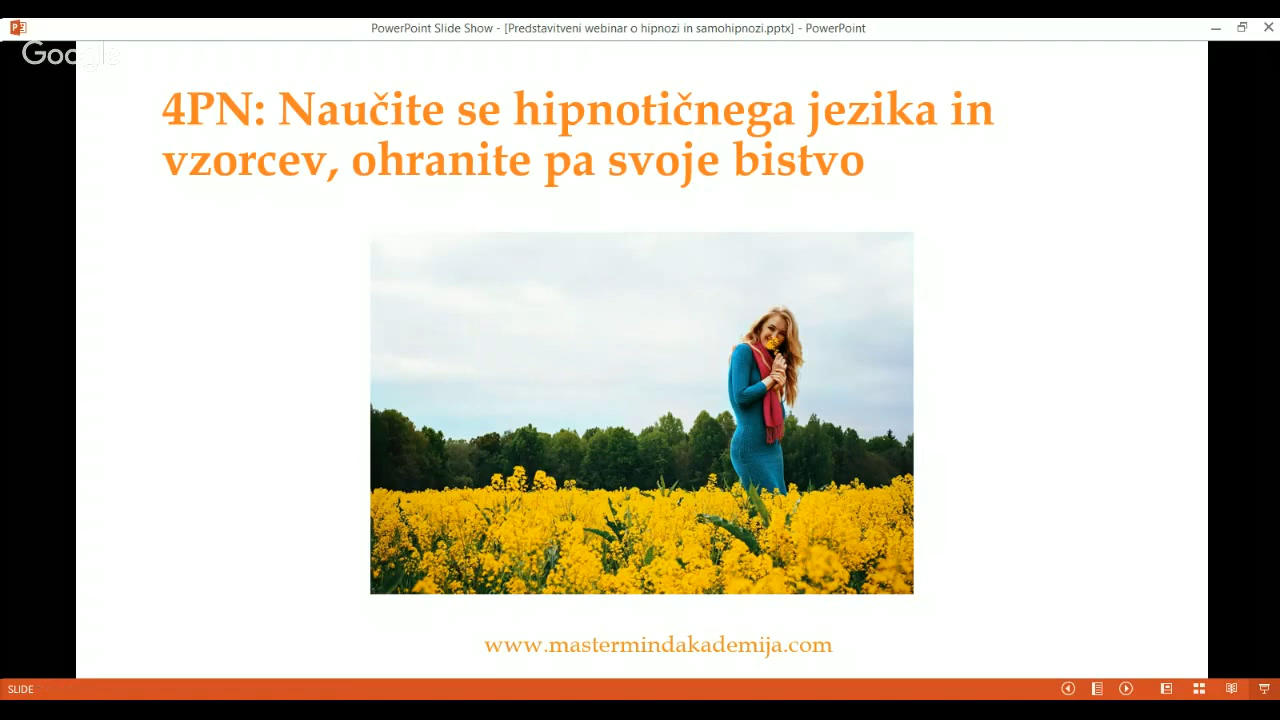 PowerPoint Slide Show - [Predstavitveni webinar o hipnozi in samohipnozi.pptx] - PowerPoint
Google
4PN: Naučite se hipnotičnega jezika in
vzorcev, ohranite pa svoje bistvo
www.mastermindakademija.com
SLIDE